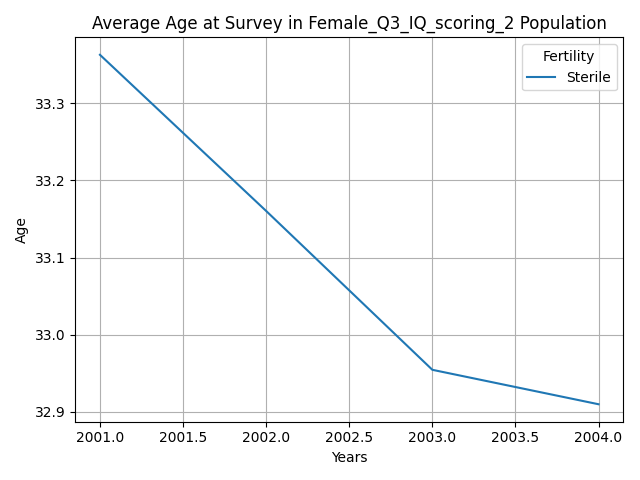 Average Age at Survey in Female_Q3_IQ_scoring_2 Population
Fertility
Sterile
33.3
33.2
33.1
33.0
32.9
Age
2001.0 2001.5 2002.0 2002.5 2003.0 2003.5 2004.0
Years